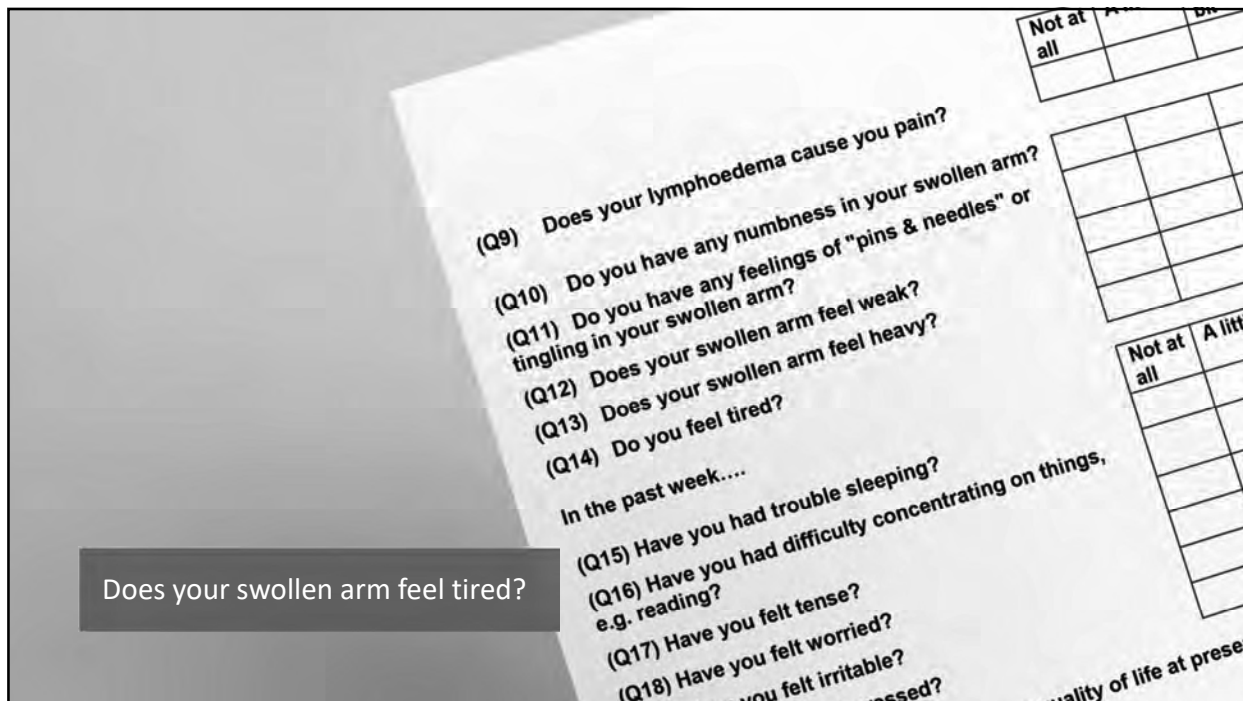 Not at all
(Q9) Does your lymphoedema cause you pain?
(Q10) Do you have any numbness in your swollen arm?
(Q11) Do you have any feelings of "pins & needles" or
tingling in your swollen arm?
(Q12) Does your swollen arm feel weak?
(Q13) Does your swollen arm feel heavy?
(Q14) Do you feel tired?
Not at all
In the past week....
(Q15) Have you had trouble sleeping?
(Q16) Have you had difficulty concentrating on things,
e.g. reading?
(Q17) Have you felt tense?
(Q18) Have you felt worried?
you felt irritable?
of life at
Does your swollen arm feel tired?